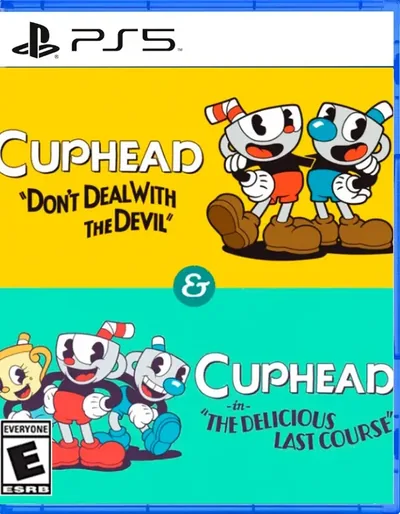 PS5
CUPHEAD
"DON'T DEAL WITH
THE DEVIL"
&
CUPHEAD
-in-
"THE DELICIOUS
LAST COURSE"
EVERYONE
E
ESRB